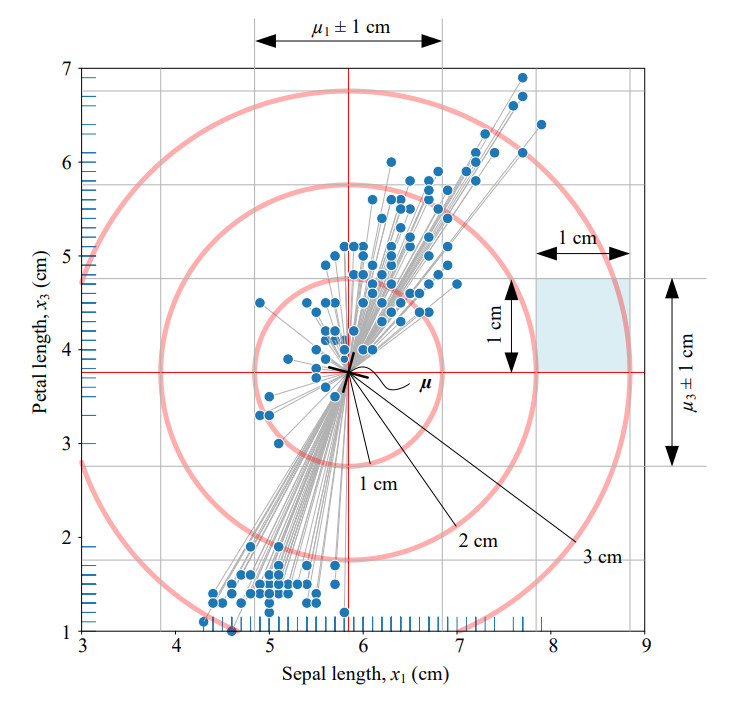 μ₁ ± 1 cm
7
6
5
4
3
2
1
Petal length, x₃ (cm)
1 cm
1 cm
μ₃ ± 1 cm
μ
1 cm
2 cm
3 cm
3 4 5 6 7 8 9
Sepal length, x₁ (cm)